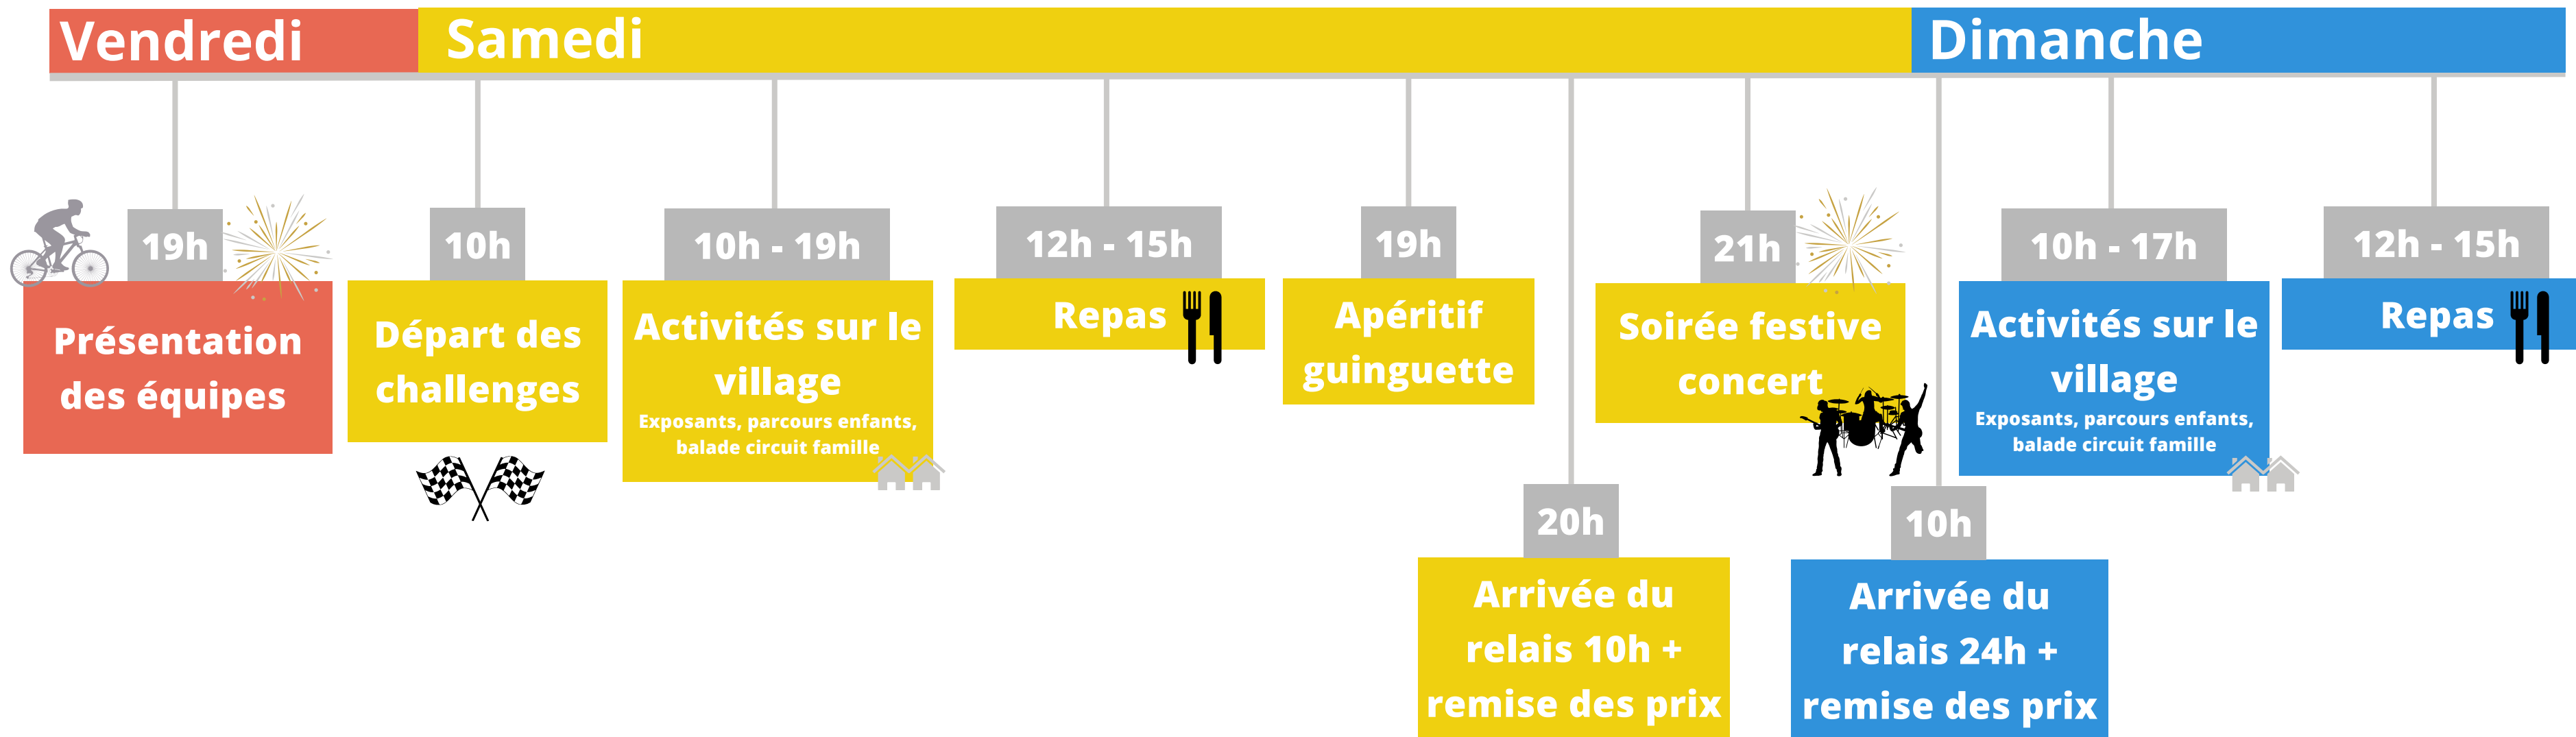 Vendredi
Samedi
Dimanche
19h
Présentation
des équipes
10h
Départ des
challenges
10h - 19h
Activités sur le
village
Exposants, parcours enfants,
balade circuit famille
12h - 15h
Repas
19h
Apéritif
guinguette
20h
Arrivée du
relais 10h +
remise des prix
21h
Soirée festive
concert
10h
Arrivée du
relais 24h +
remise des prix
10h - 17h
Activités sur le
village
Exposants, parcours enfants,
balade circuit famille
12h - 15h
Repas